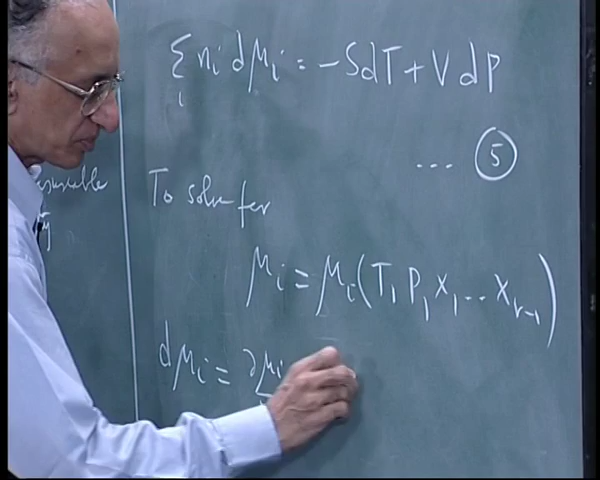 Σ nᵢ dμᵢ = -SdT + VdP
i
... ⑤
To solve for
μᵢ = μᵢ(T, P, x₁... xᵣ₋₁)
dμᵢ = ∂μᵢ